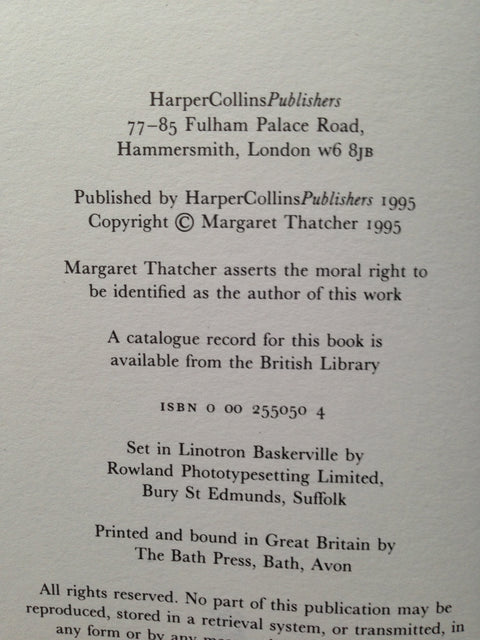 HarperCollinsPublishers
77–85 Fulham Palace Road,
Hammersmith, London W6 8JB
Published by HarperCollinsPublishers 1995
Copyright © Margaret Thatcher 1995
Margaret Thatcher asserts the moral right to
be identified as the author of this work
A catalogue record for this book is
available from the British Library
ISBN 0 00 255050 4
Set in Linotron Baskerville by
Rowland Phototypesetting Limited,
Bury St Edmunds, Suffolk
Printed and bound in Great Britain by
The Bath Press, Bath, Avon
All rights reserved. No part of this publication may be
reproduced, stored in a retrieval system, or transmitted, in
any form or by any